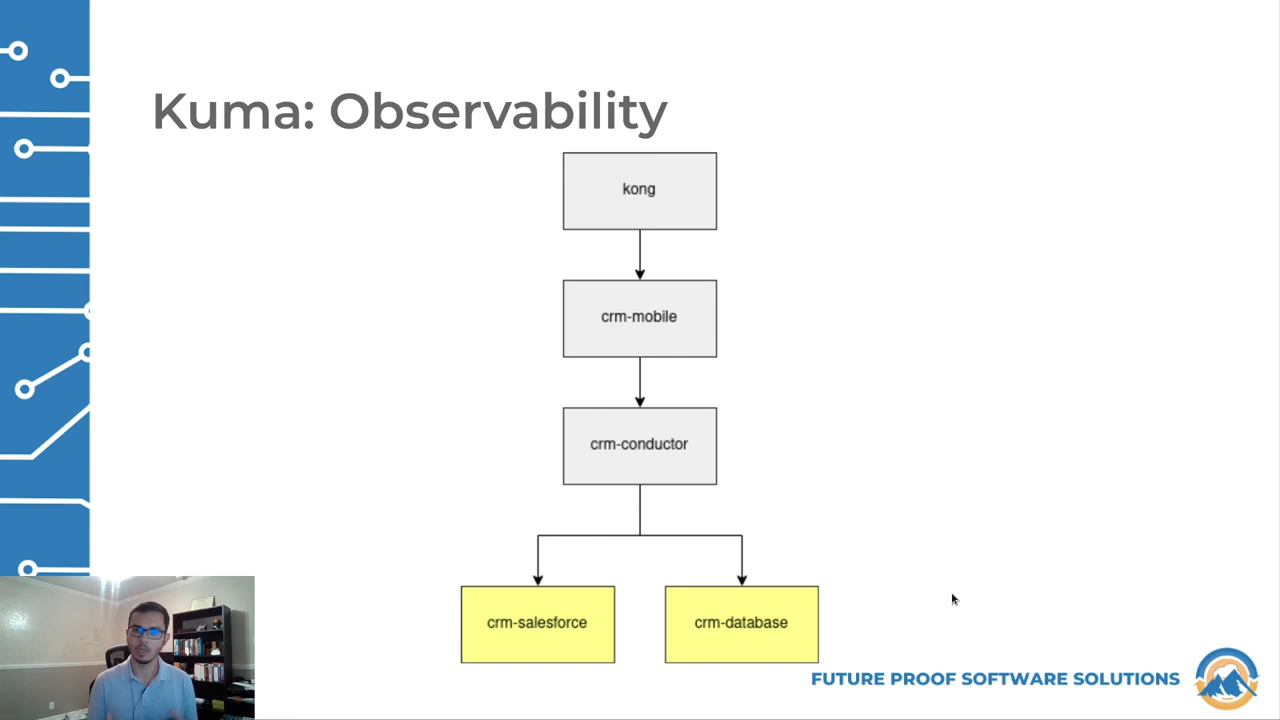 Kuma: Observability
kong
crm-mobile
crm-conductor
crm-salesforce
crm-database
FUTURE PROOF SOFTWARE SOLUTIONS